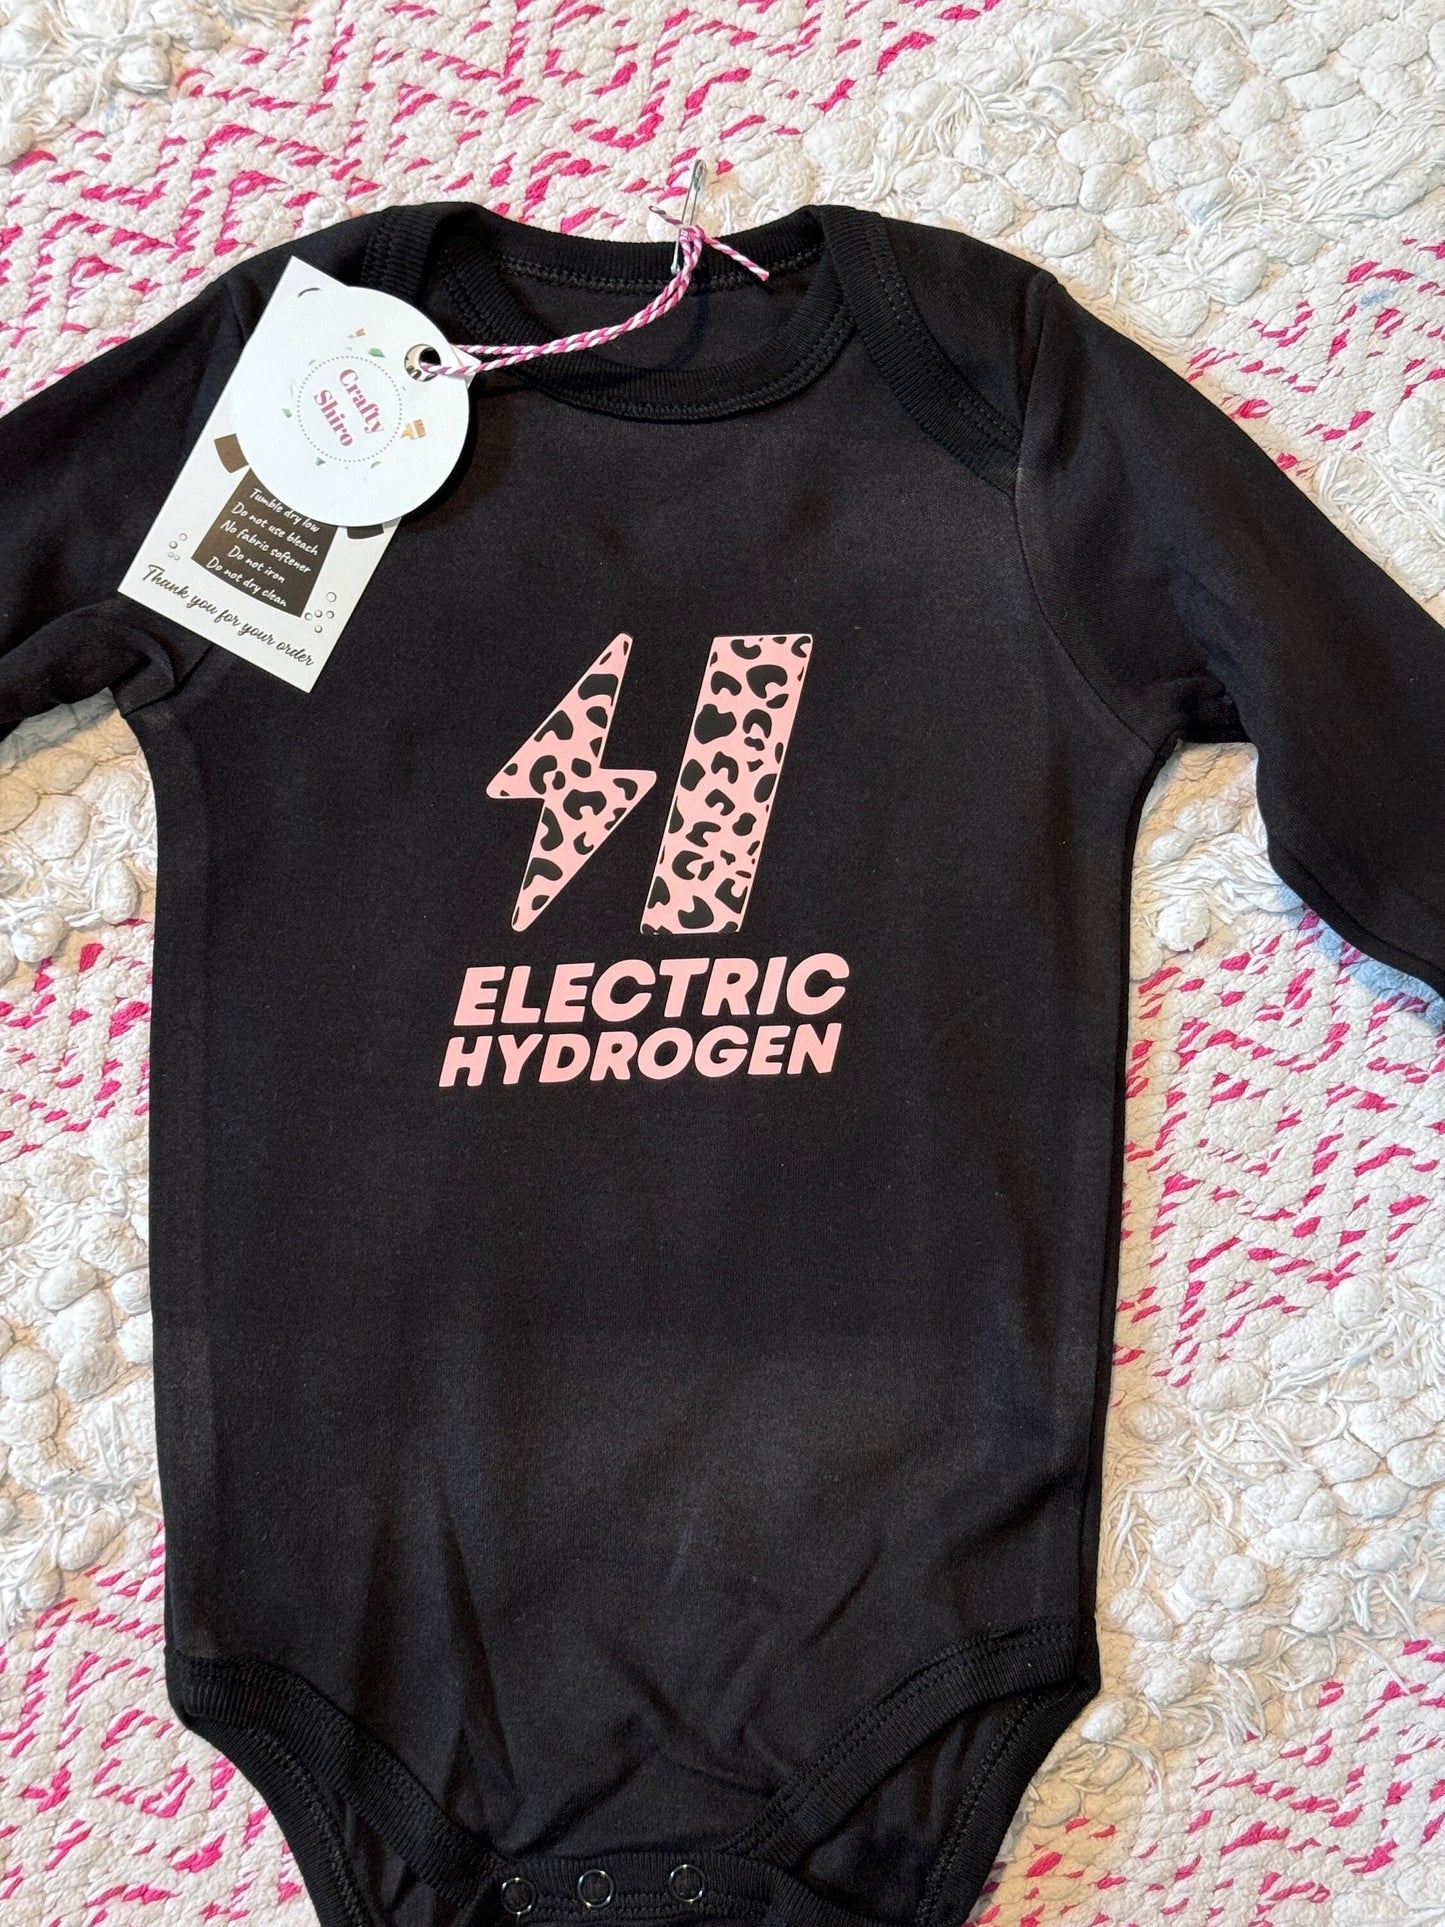 Crafty
Shiro
Tumble dry low
Do not use bleach
No fabric softener
Do not iron
Do not dry clean
Thank you for your order
ELECTRIC
HYDROGEN